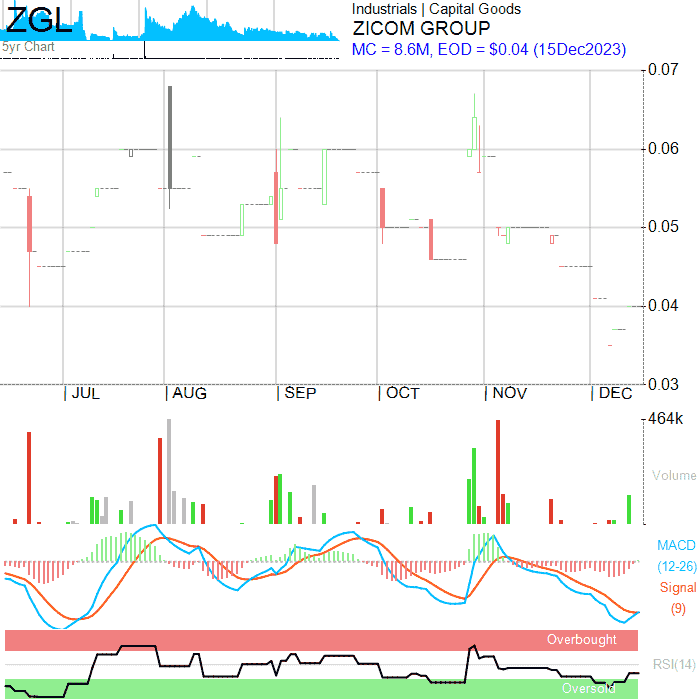 ZGL
5yr Chart
Industrials | Capital Goods
ZICOM GROUP
MC = 8.6M, EOD = $0.04 (15Dec2023)
0.07
0.06
0.05
0.04
0.03
JUL
AUG
SEP
OCT
NOV
DEC
464k
Volume
MACD
(12-26)
Signal
(9)
Overbought
RSI(14)
Oversold